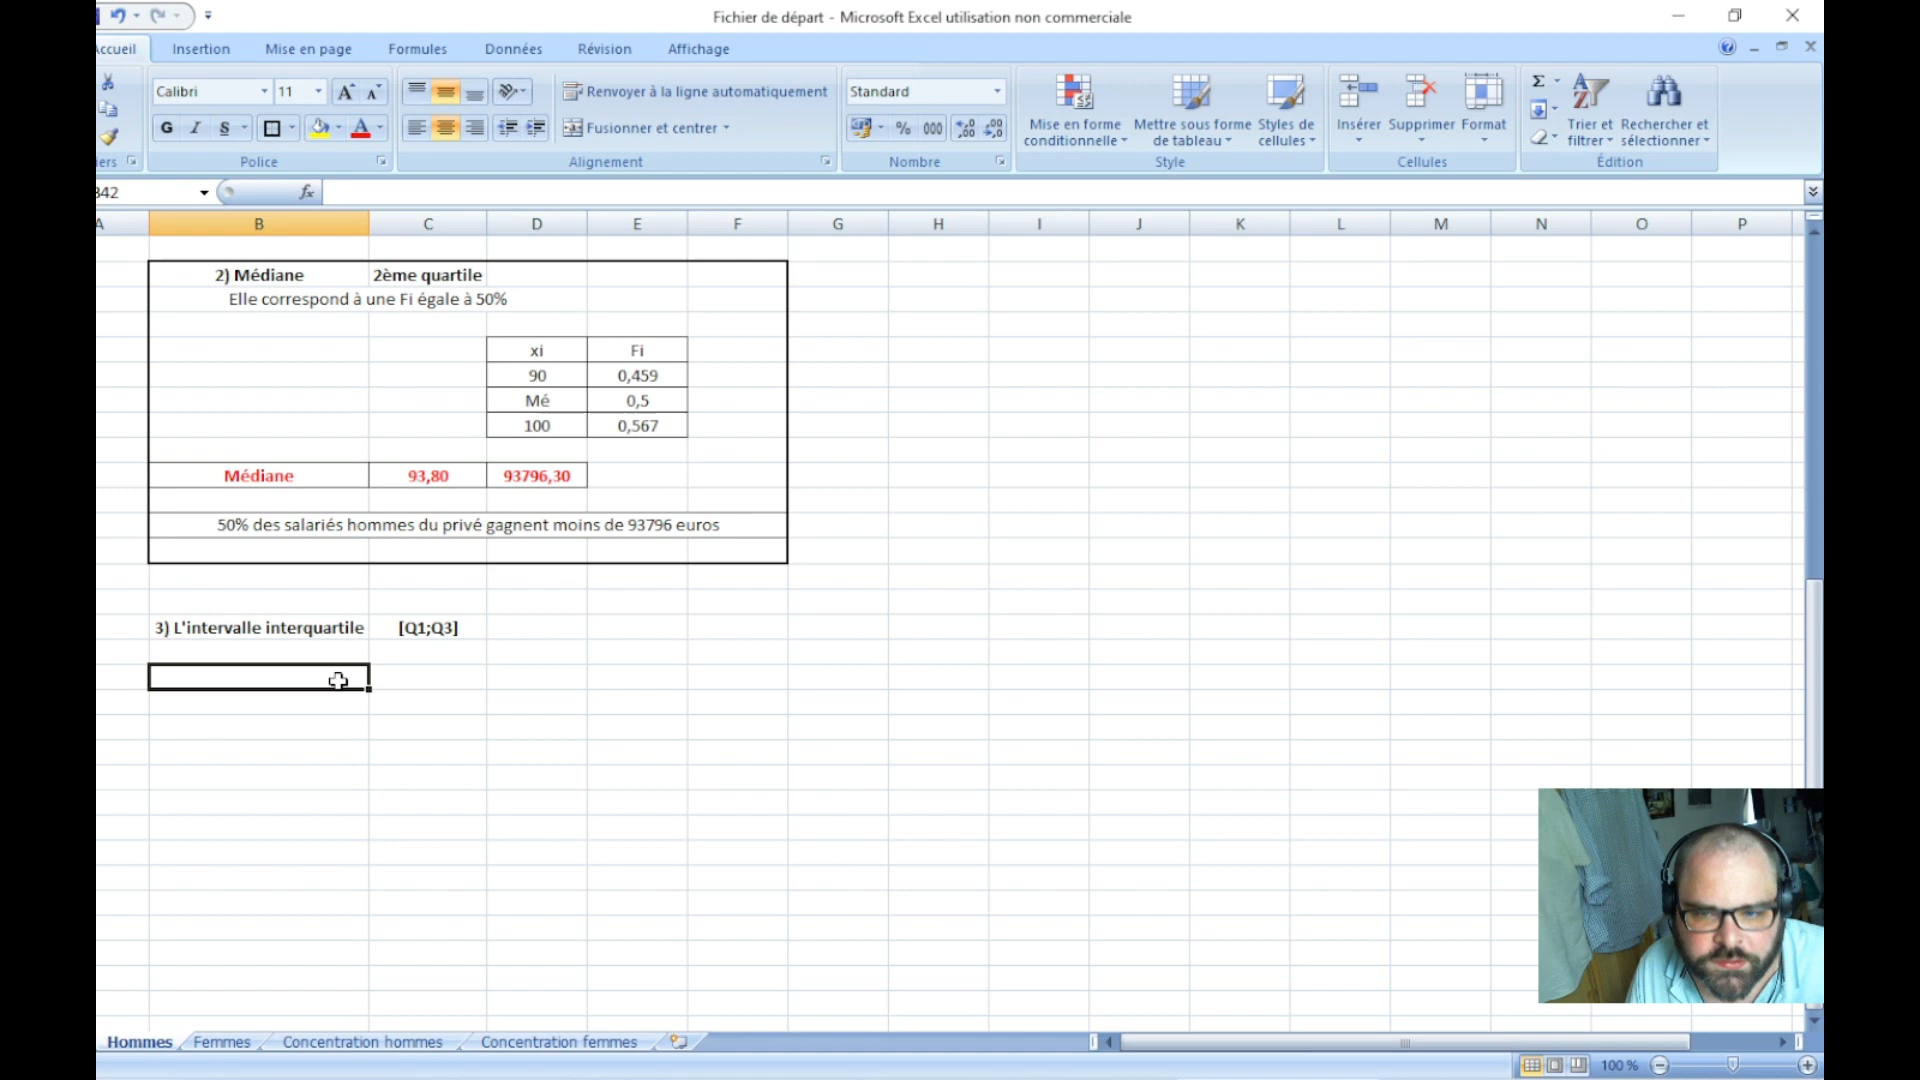 Fichier de départ - Microsoft Excel utilisation non commerciale
Accueil Insertion Mise en page Formules Données Révision Affichage
Calibri 11 Renvoyer à la ligne automatiquement Standard
G I S Fusionner et centrer % 000
Mise en forme conditionnelle Mettre sous forme de tableau Styles de cellules Insérer Supprimer Format Trier et filtrer Rechercher et sélectionner
Police Alignement Nombre Style Cellules Édition
B42 fx
A B C D E F G H I J K L M N O P
2) Médiane 2ème quartile
Elle correspond à une Fi égale à 50%
xi Fi
90 0,459
Mé 0,5
100 0,567
Médiane 93,80 93796,30
50% des salariés hommes du privé gagnent moins de 93796 euros
3) L'intervalle interquartile [Q1;Q3]
Hommes Femmes Concentration hommes Concentration femmes
100 %